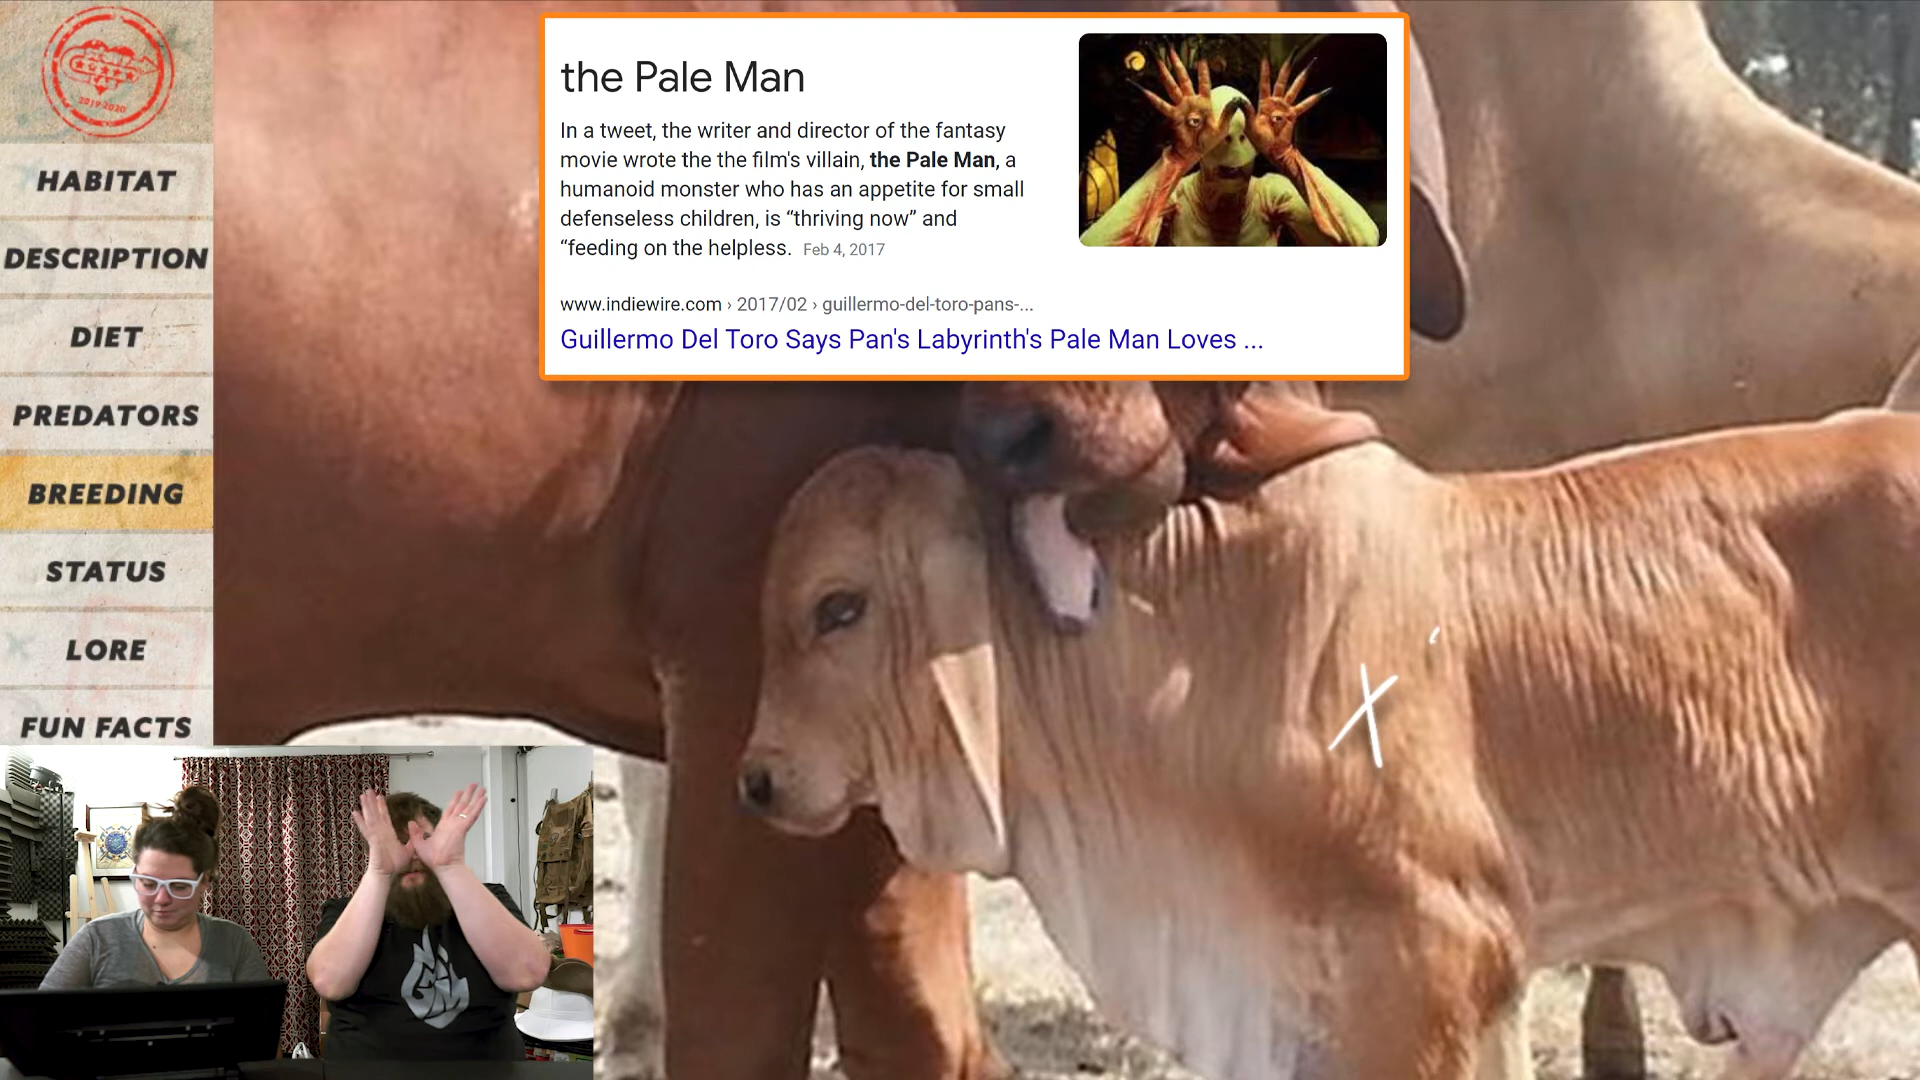 2019-2020
HABITAT
DESCRIPTION
DIET
PREDATORS
BREEDING
STATUS
LORE
FUN FACTS
the Pale Man
In a tweet, the writer and director of the fantasy
movie wrote the the film's villain, the Pale Man, a
humanoid monster who has an appetite for small
defenseless children, is “thriving now” and
“feeding on the helpless. Feb 4, 2017
www.indiewire.com › 2017/02 › guillermo-del-toro-pans-...
Guillermo Del Toro Says Pan's Labyrinth's Pale Man Loves ...
X